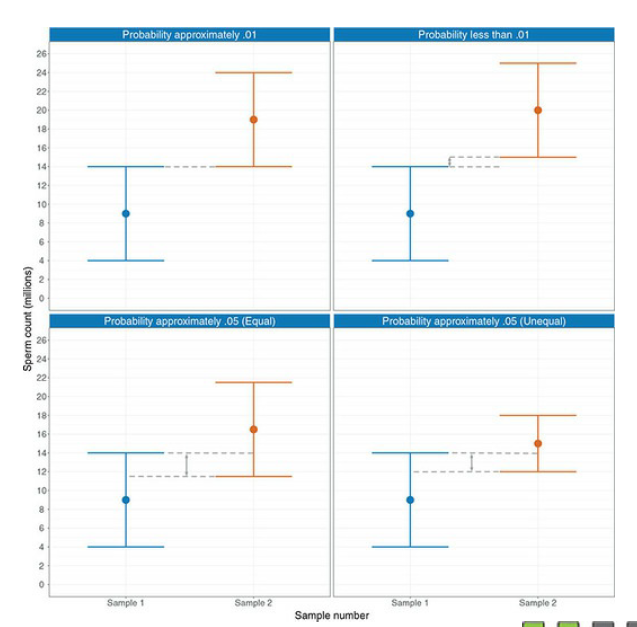 Probability approximately .01
Probability less than .01
26
24
22
20
18
16
14
12
10
8
6
4
2
0
Sperm count (millions)
Probability approximately .05 (Equal)
Probability approximately .05 (Unequal)
26
24
22
20
18
16
14
12
10
8
6
4
2
0
Sample 1
Sample 2
Sample 1
Sample 2
Sample number